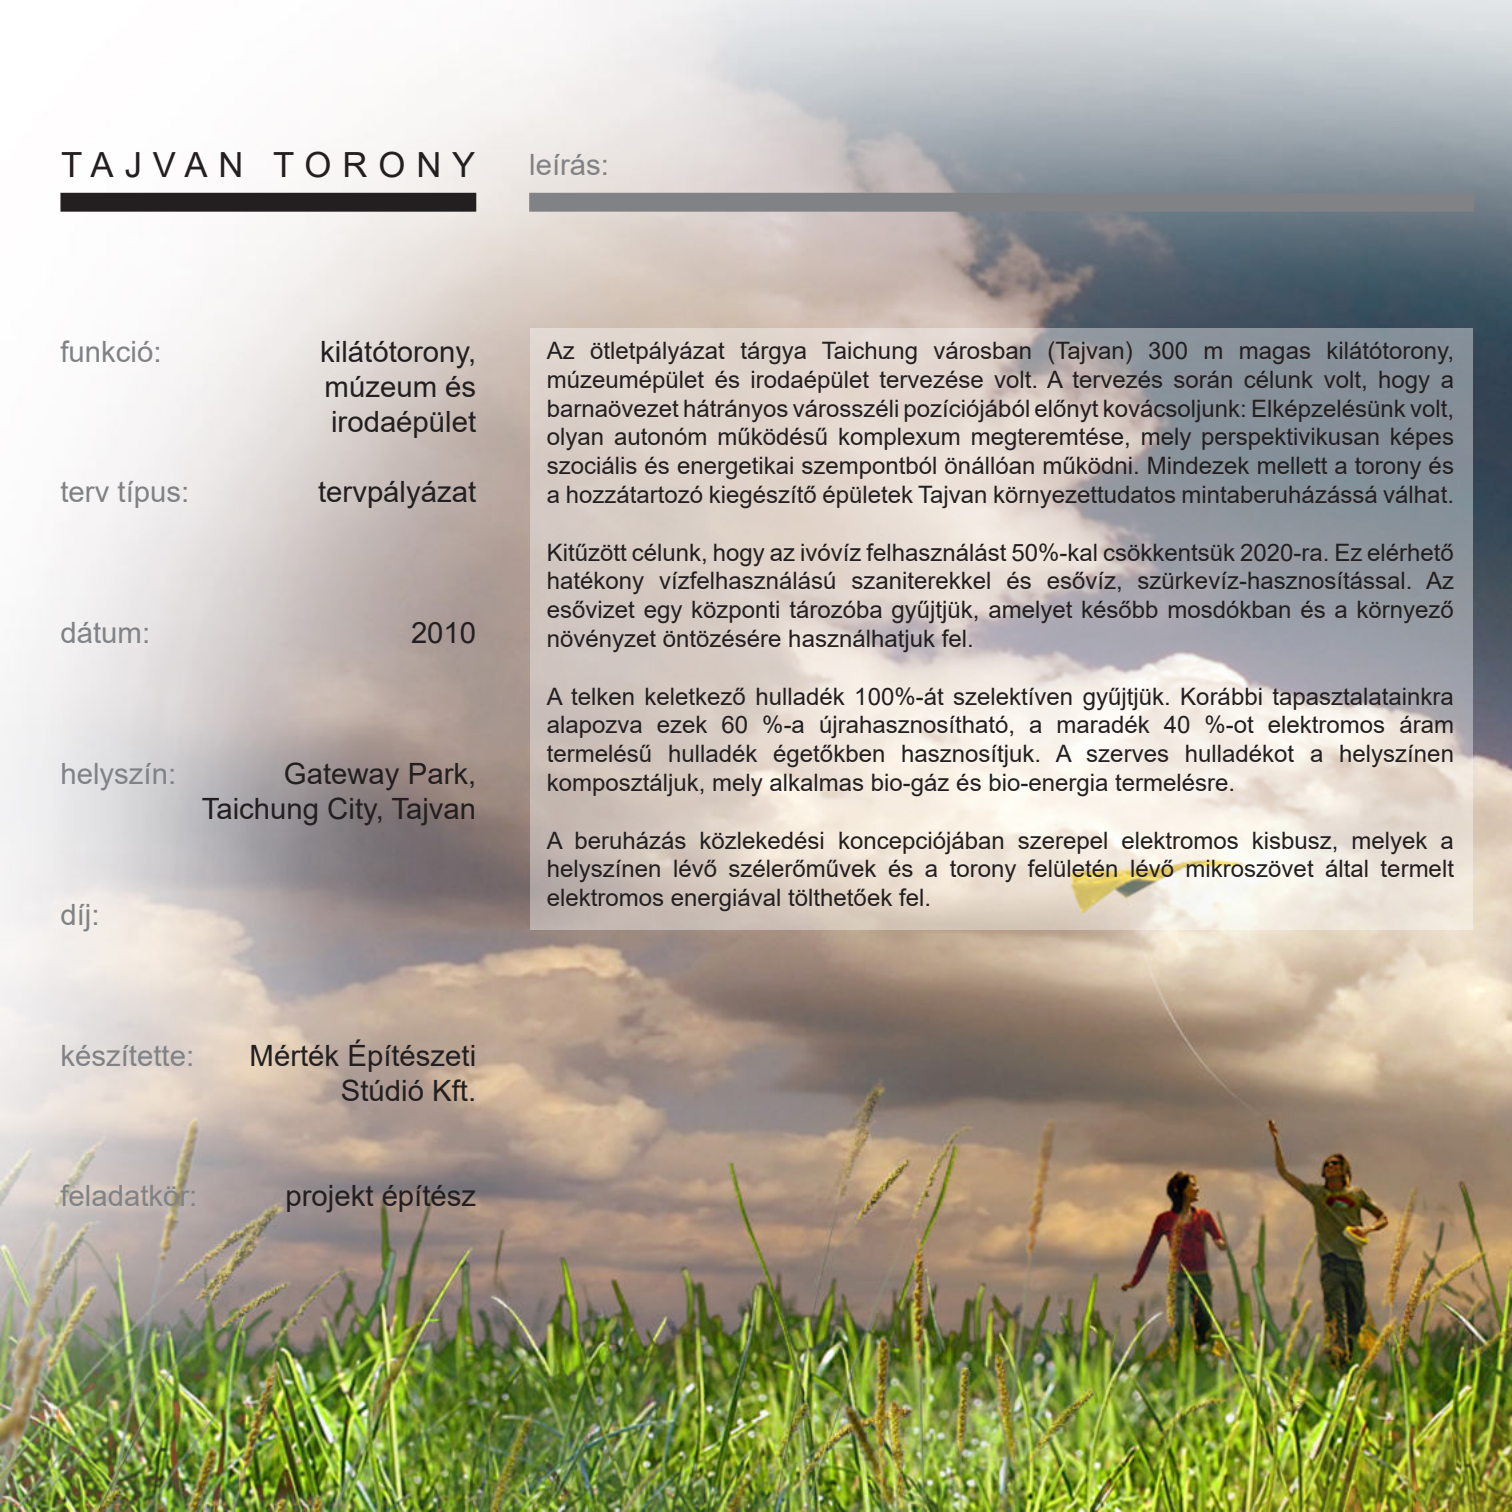 TAJVAN TORONY
funkció: kilátótorony,
múzeum és
irodaépület
terv típus: tervpályázat
dátum: 2010
helyszín: Gateway Park,
Taichung City, Tajvan
díj:
készítette: Mérték Építészeti
Stúdió Kft.
feladatkör: projekt építész
leírás:
Az ötletpályázat tárgya Taichung városban (Tajvan) 300 m magas kilátótorony,
múzeumépület és irodaépület tervezése volt. A tervezés során célunk volt, hogy a
barnaövezet hátrányos városszéli pozíciójából előnyt kovácsoljunk: Elképzelésünk volt,
olyan autonóm működésű komplexum megteremtése, mely perspektivikusan képes
szociális és energetikai szempontból önállóan működni. Mindezek mellett a torony és
a hozzátartozó kiegészítő épületek Tajvan környezettudatos mintaberuházássá válhat.
Kitűzött célunk, hogy az ivóvíz felhasználást 50%-kal csökkentsük 2020-ra. Ez elérhető
hatékony vízfelhasználású szaniterekkel és esővíz, szürkevíz-hasznosítással. Az
esővizet egy központi tározóba gyűjtjük, amelyet később mosdókban és a környező
növényzet öntözésére használhatjuk fel.
A telken keletkező hulladék 100%-át szelektíven gyűjtjük. Korábbi tapasztalatainkra
alapozva ezek 60 %-a újrahasznosítható, a maradék 40 %-ot elektromos áram
termelésű hulladék égetőkben hasznosítjuk. A szerves hulladékot a helyszínen
komposztáljuk, mely alkalmas bio-gáz és bio-energia termelésre.
A beruházás közlekedési koncepciójában szerepel elektromos kisbusz, melyek a
helyszínen lévő szélerőművek és a torony felületén lévő mikroszövet által termelt
elektromos energiával tölthetőek fel.